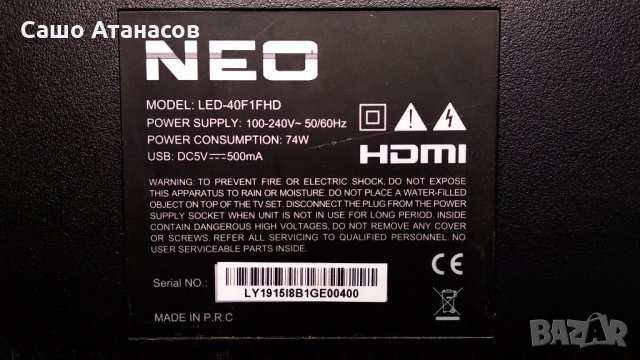 Сашо Атанасов
NEO
MODEL: LED-40F1FHD
POWER SUPPLY: 100-240V~ 50/60Hz
POWER CONSUMPTION: 74W
USB: DC5V⎓500mA
HDMI
WARNING: TO PREVENT FIRE OR ELECTRIC SHOCK, DO NOT EXPOSE
THIS APPARATUS TO RAIN OR MOISTURE. DO NOT PLACE A WATER-FILLED
OBJECT ON TOP OF THE TV SET. DISCONNECT THE PLUG FROM THE POWER
SUPPLY SOCKET WHEN UNIT IS NOT IN USE FOR LONG PERIOD. INSIDE
CONTAIN DANGEROUS HIGH VOLTAGES, DO NOT REMOVE ANY COVER
OR SCREWS. REFER ALL SERVICING TO QUALIFIED PERSONNEL, NO
USER SERVICEABLE PARTS INSIDE.
CE
Serial NO.:
LY1915I8B1GE00400
MADE IN P.R.C
BAZAR